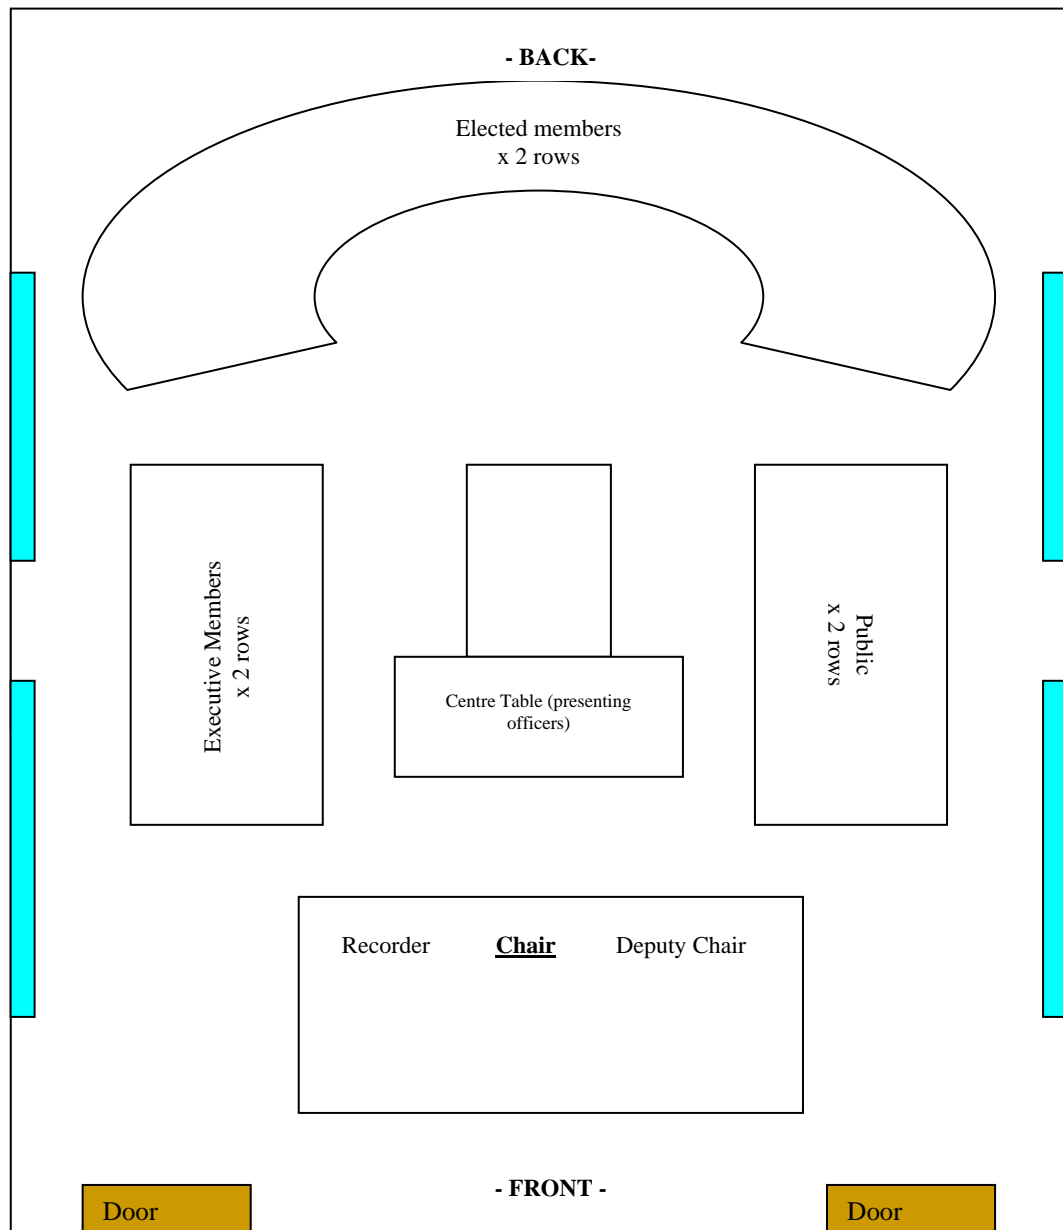 - BACK-
Elected members
x 2 rows
Executive Members
x 2 rows
Centre Table (presenting
officers)
Public
x 2 rows
Recorder
Chair
Deputy Chair
- FRONT -
Door
Door